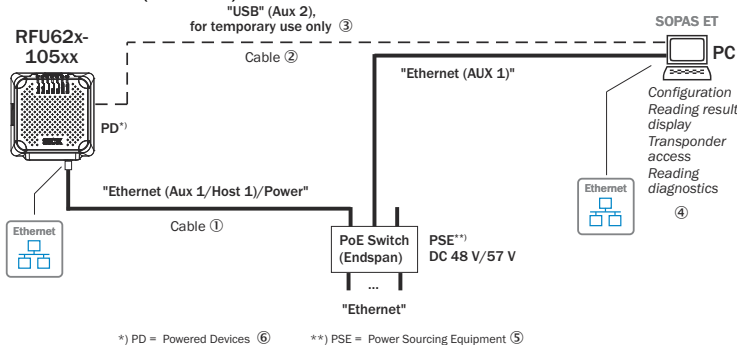 "USB" (Aux 2),
for temporary use only ③
RFU62x-
105xx
Cable ②
SOPAS ET
PC
"Ethernet (AUX 1)"
PD*)
SICK
Configuration
Reading result
display
Transponder
access
Reading
diagnostics
④
Ethernet
"Ethernet (Aux 1/Host 1)/Power"
Cable ①
Ethernet
PoE Switch
(Endspan)
PSE**)
DC 48 V/57 V
...
"Ethernet"
*) PD = Powered Devices ⑥ **) PSE = Power Sourcing Equipment ⑤